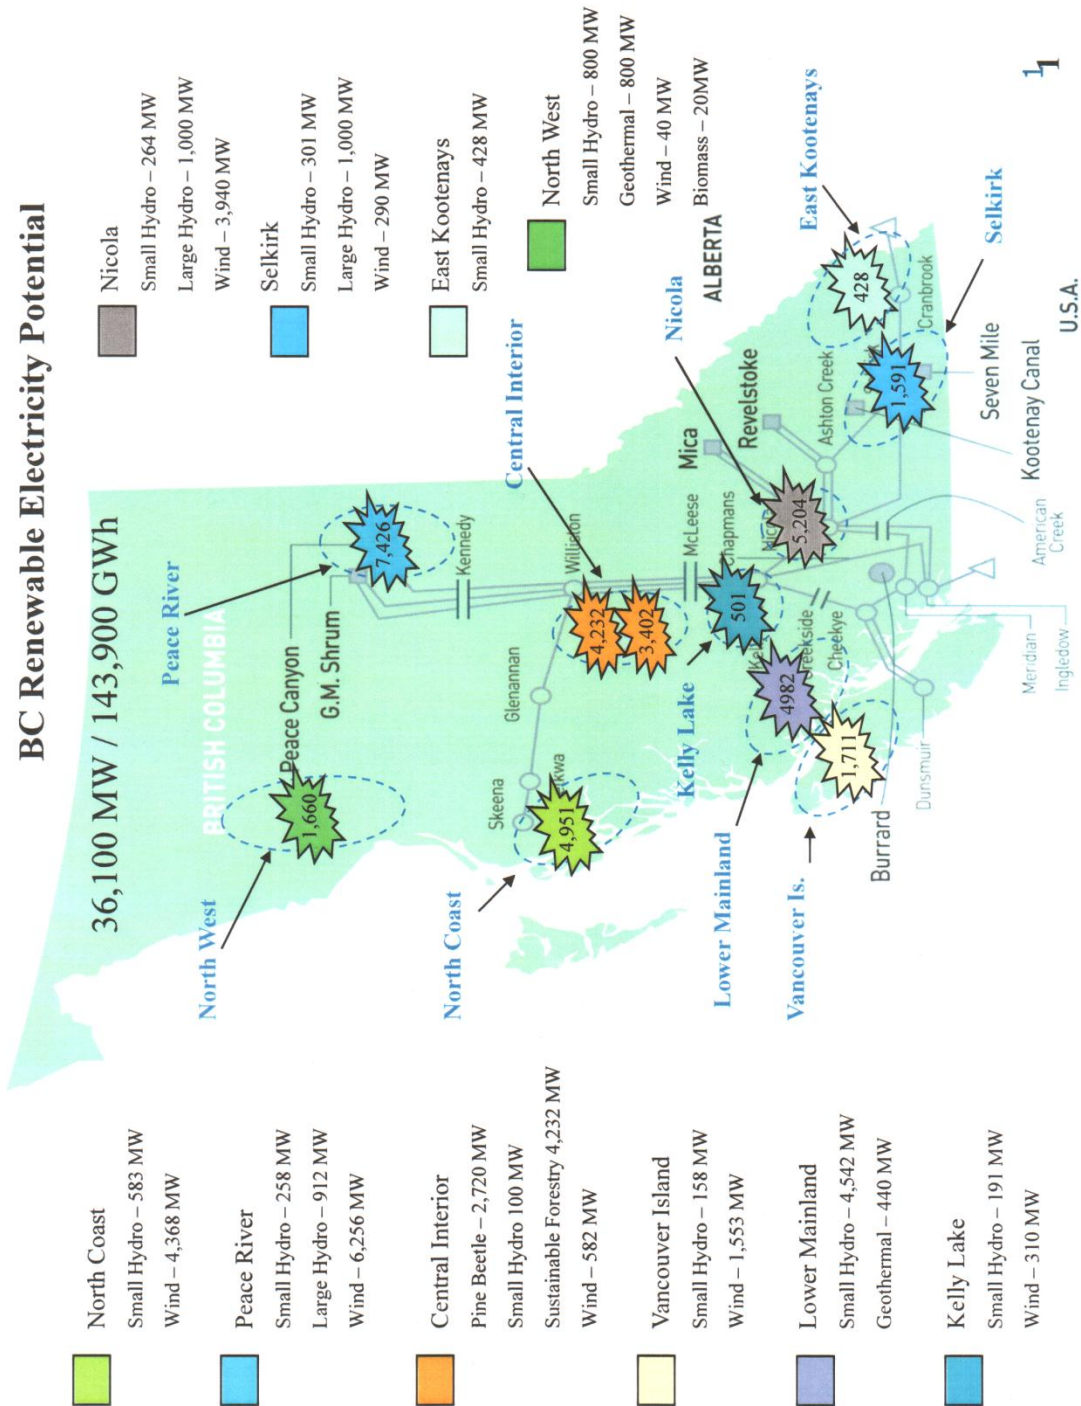 BC Renewable Electricity Potential
36,100 MW / 143,900 GWh
North Coast
Small Hydro – 583 MW
Wind – 4,368 MW
Peace River
Small Hydro – 258 MW
Large Hydro – 912 MW
Wind – 6,256 MW
Central Interior
Pine Beetle – 2,720 MW
Small Hydro 100 MW
Sustainable Forestry 4,232 MW
Wind – 582 MW
Vancouver Island
Small Hydro – 158 MW
Wind – 1,553 MW
Lower Mainland
Small Hydro – 4,542 MW
Geothermal – 440 MW
Kelly Lake
Small Hydro – 191 MW
Wind – 310 MW
North West
Peace River
BRITISH COLUMBIA
Peace Canyon
G.M. Shrum
1,660
7,426
Kennedy
North Coast
Central Interior
Skeena
Glenannan
Williston
4,951
4,232
3,402
McLeese
Kelly Lake
Chapmans
501
Nicola
5,204
Mica
Revelstoke
ALBERTA
Ashton Creek
Lower Mainland
4982
Creekside
Cheekye
Vancouver Is.
1,711
Burrard
Dunsmuir
Meridian
Ingledow
American
Creek
East Kootenays
428
Cranbrook
1,591
Selkirk
Seven Mile
Kootenay Canal
U.S.A.
Nicola
Small Hydro – 264 MW
Large Hydro – 1,000 MW
Wind – 3,940 MW
Selkirk
Small Hydro – 301 MW
Large Hydro – 1,000 MW
Wind – 290 MW
East Kootenays
Small Hydro – 428 MW
North West
Small Hydro – 800 MW
Geothermal – 800 MW
Wind – 40 MW
Biomass – 20MW
1
1